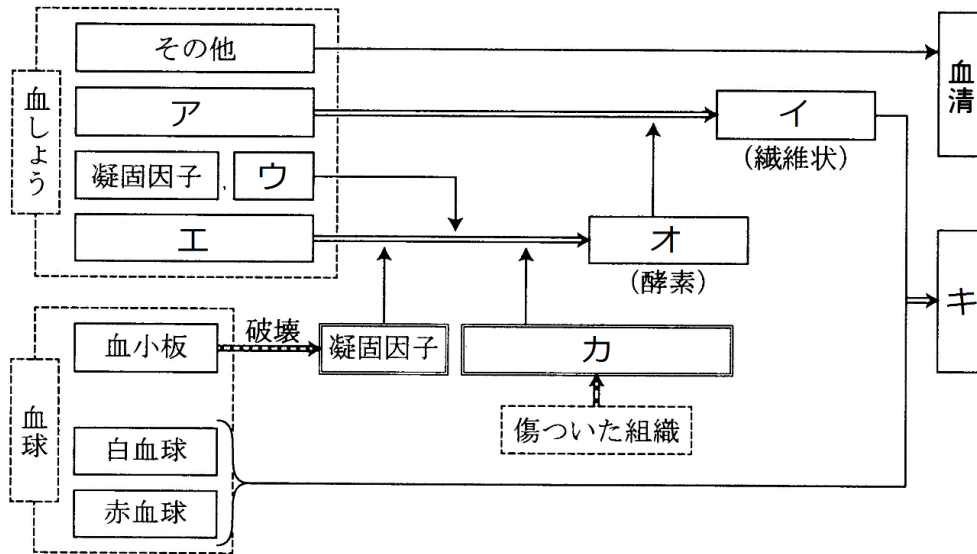 その他
血しょう
ア
凝固因子 , ウ
エ
血清
イ
(繊維状)
オ
(酵素)
キ
血球
血小板
破壊
凝固因子
カ
傷ついた組織
白血球
赤血球